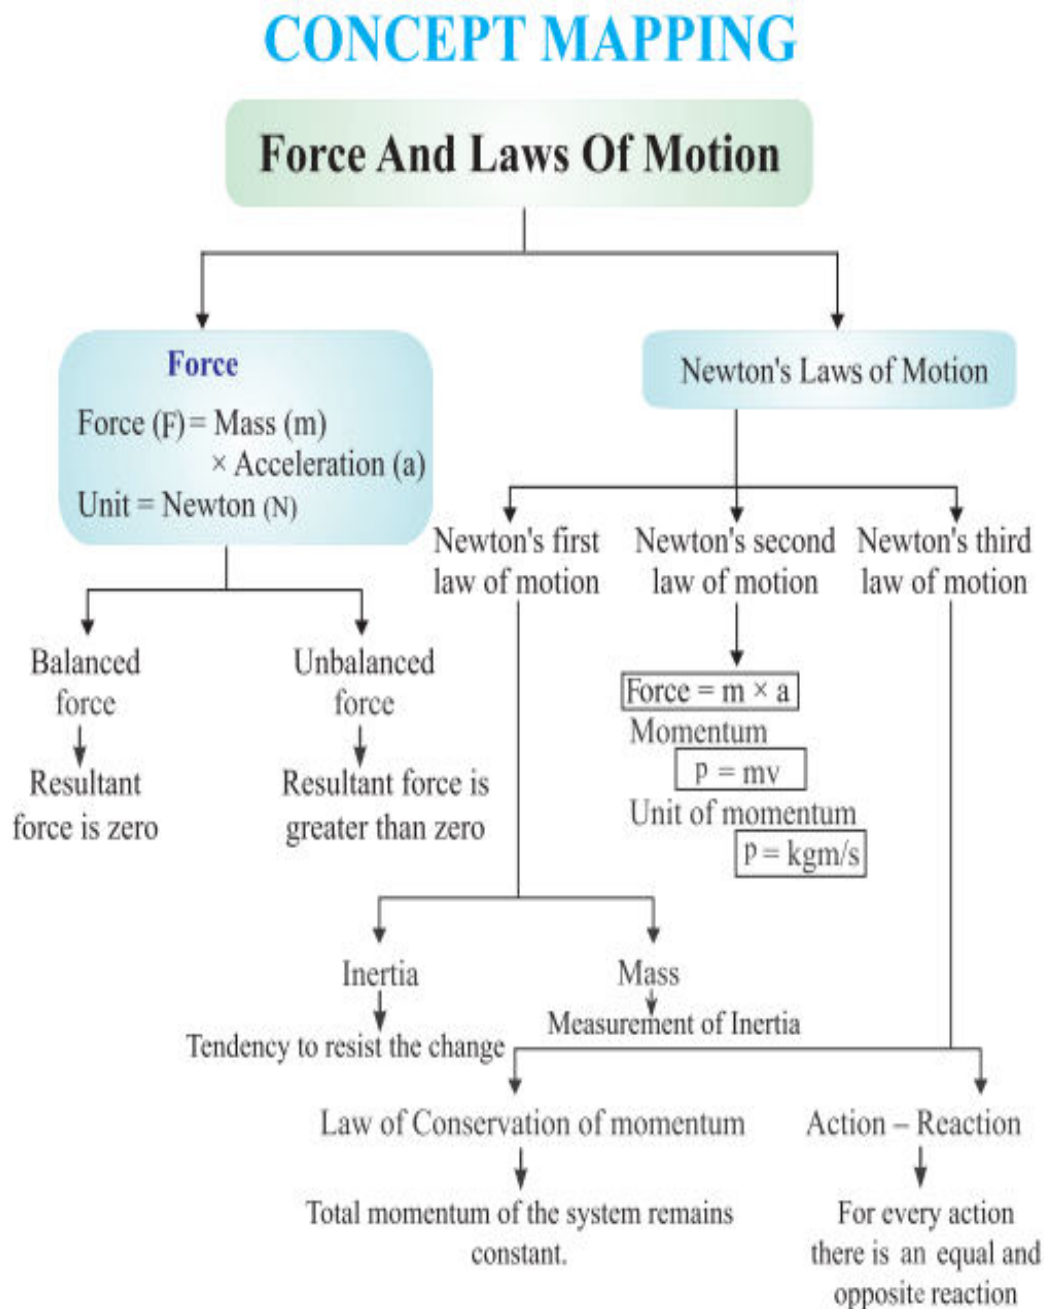 CONCEPT MAPPING
Force And Laws Of Motion
Force
Force (F) = Mass (m)
× Acceleration (a)
Unit = Newton (N)
Balanced
force
Resultant
force is zero
Unbalanced
force
Resultant force is
greater than zero
Newton's Laws of Motion
Newton's first
law of motion
Newton's second
law of motion
Newton's third
law of motion
Force = m × a
Momentum
p = mv
Unit of momentum
p = kgm/s
Inertia
Tendency to resist the change
Mass
Measurement of Inertia
Law of Conservation of momentum
Total momentum of the system remains
constant.
Action – Reaction
For every action
there is an equal and
opposite reaction